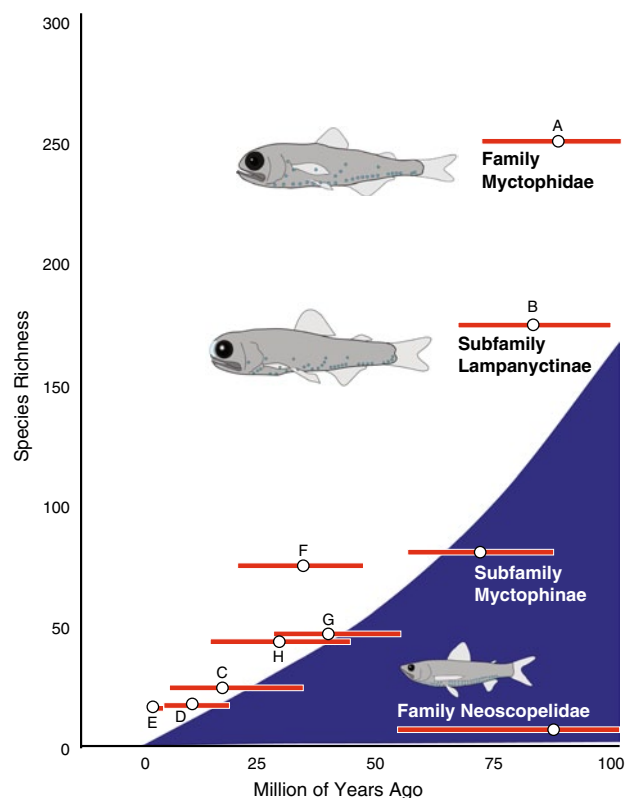 300
250
200
150
100
50
0
Species Richness
A
Family
Myctophidae
B
Subfamily
Lampanyctinae
F
Subfamily
Myctophinae
G
H
C
E
D
Family Neoscopelidae
0 25 50 75 100
Million of Years Ago